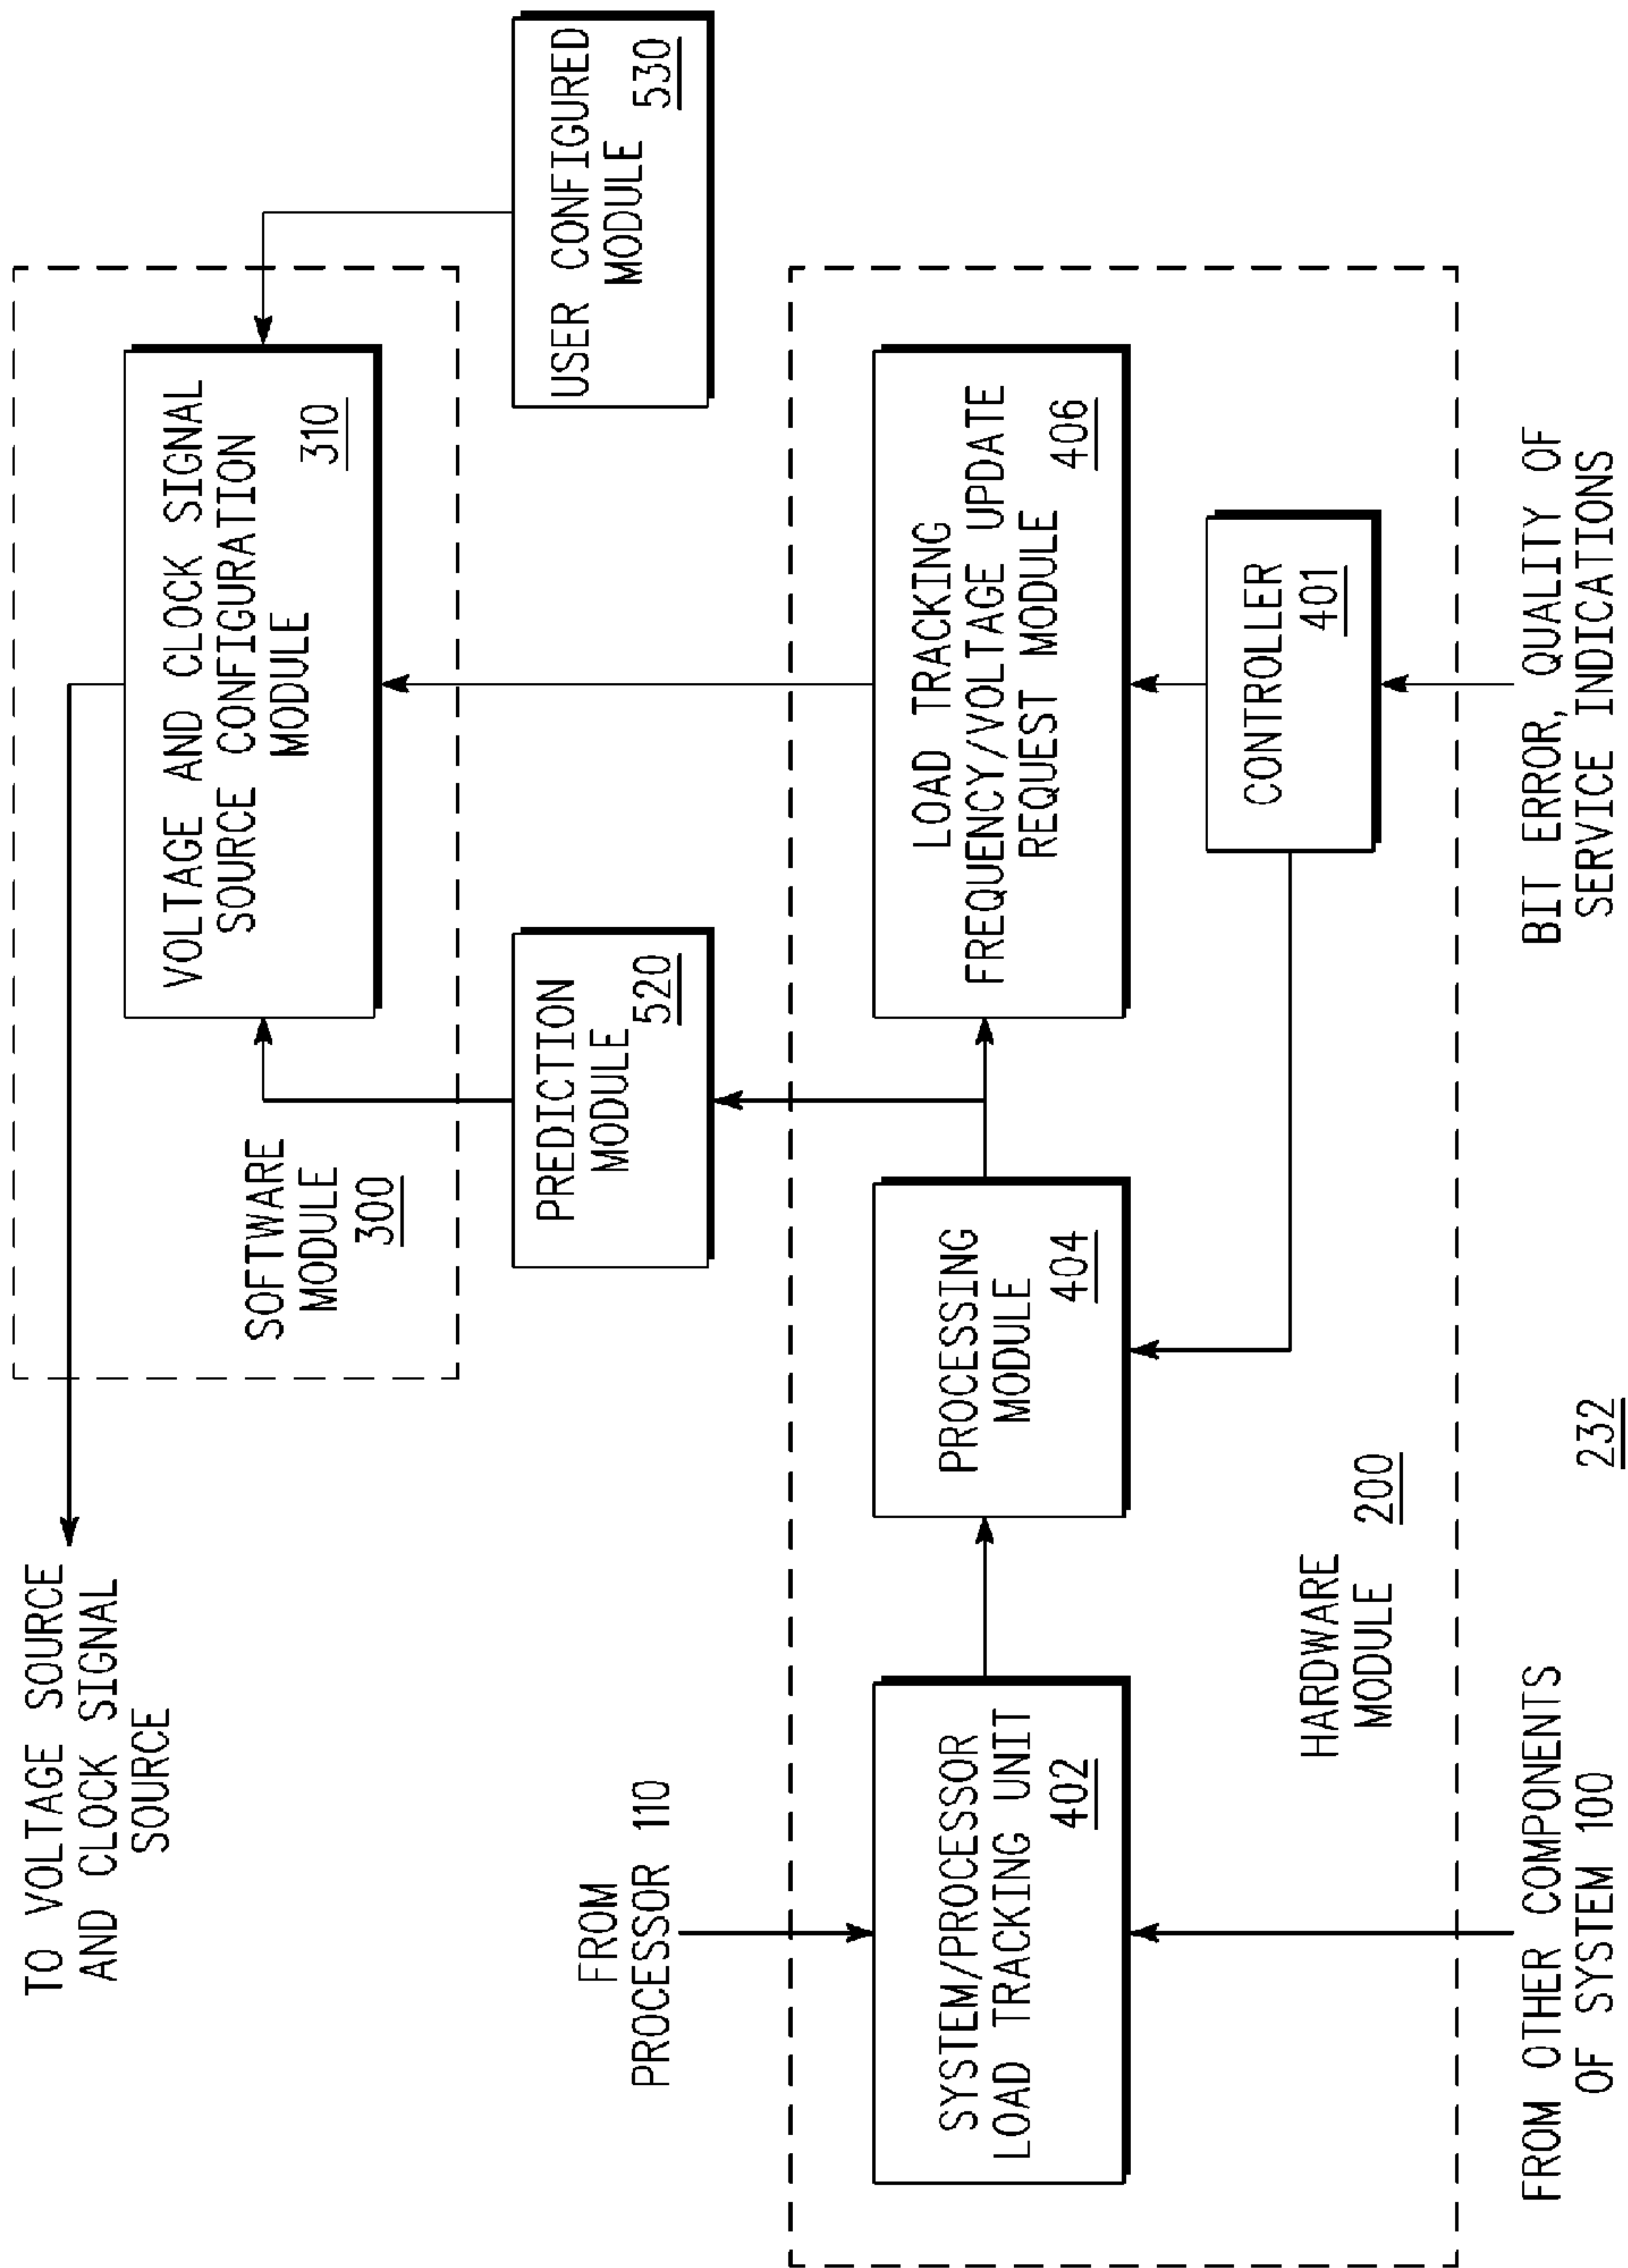 TO VOLTAGE SOURCE
AND CLOCK SIGNAL
SOURCE
VOLTAGE AND CLOCK SIGNAL
SOURCE CONFIGURATION
MODULE
310
SOFTWARE
MODULE
300
USER CONFIGURED
MODULE
530
PREDICTION
MODULE
520
FROM
PROCESSOR 110
SYSTEM/PROCESSOR
LOAD TRACKING UNIT
402
PROCESSING
MODULE
404
LOAD TRACKING
FREQUENCY/VOLTAGE UPDATE
REQUEST MODULE
406
CONTROLLER
401
HARDWARE
MODULE
200
FROM OTHER COMPONENTS
OF SYSTEM 100
BIT ERROR, QUALITY OF
SERVICE INDICATIONS
232